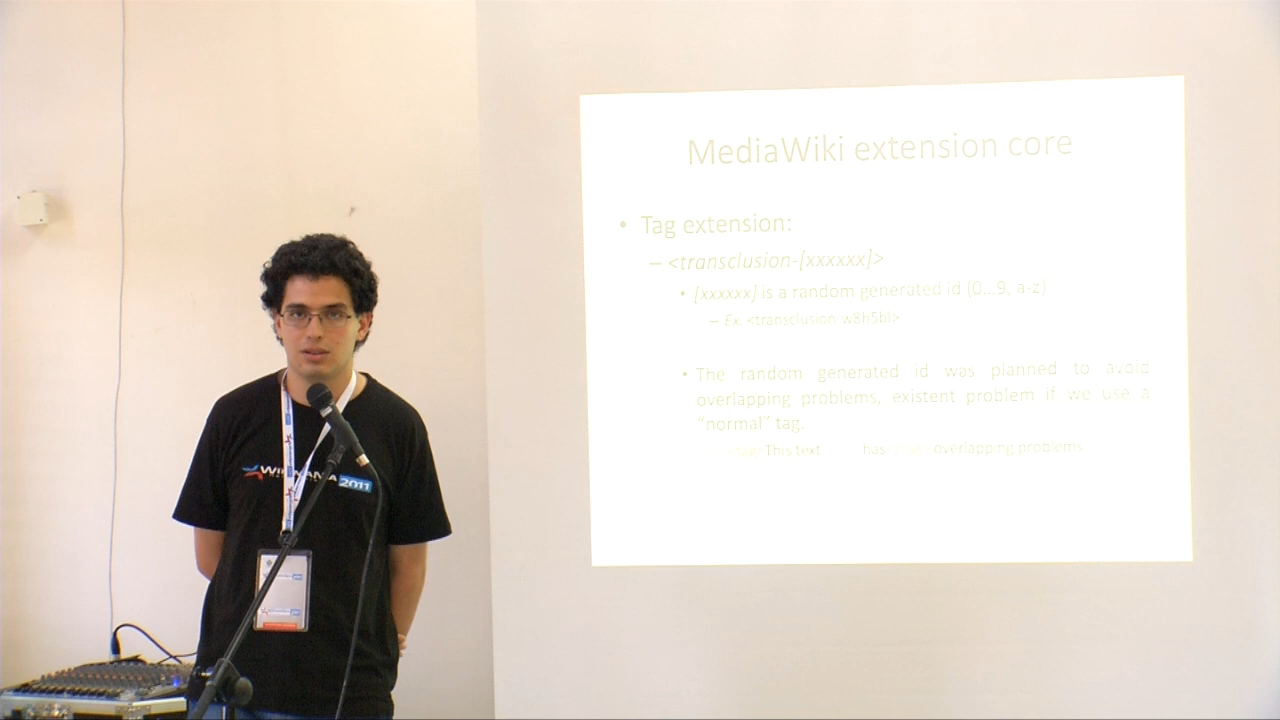 MediaWiki extension core
• Tag extension:
– <transclusion-[xxxxxx]>
• [xxxxxx] is a random generated id (0...9, a-z)
– Ex. <transclusion-w8h5bl>
• The random generated id was planned to avoid
overlapping problems, existent problem if we use a
“normal” tag.
This text has overlapping problems
2011